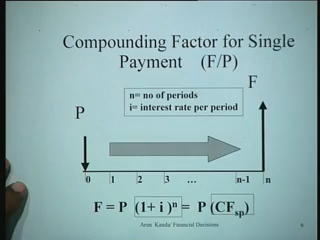 Compounding Factor for Single
Payment (F/P)
F
n= no of periods
i= interest rate per period
P
0 1 2 3 ... n-1 n
F = P (1+ i )ⁿ = P (CFsp)
Arun Kanda/ Financial Decisions 6